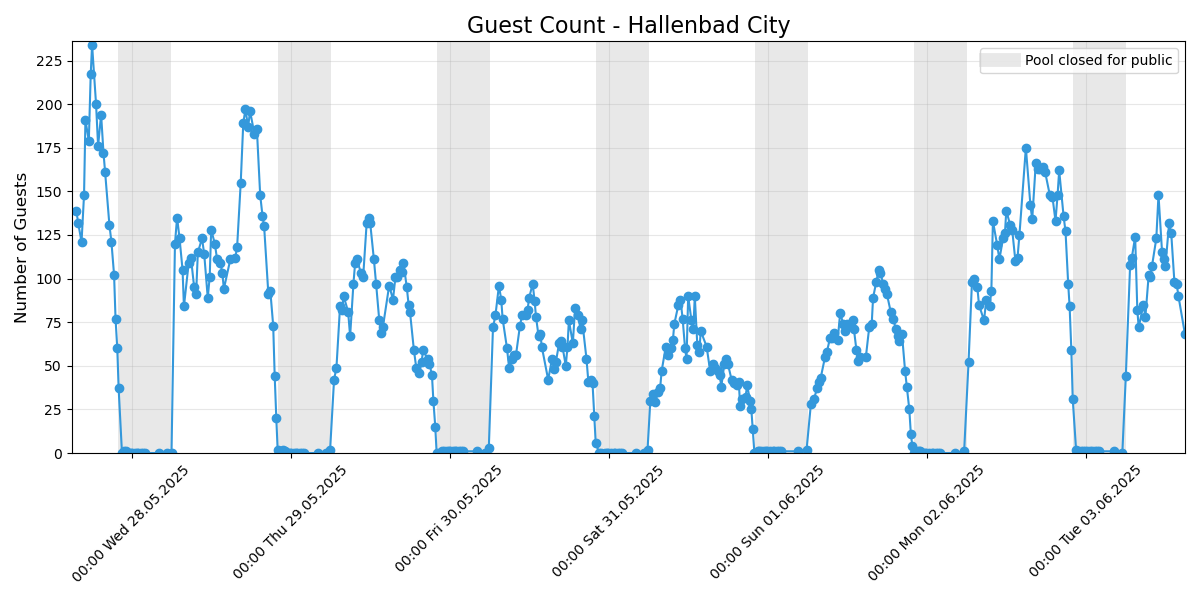 Guest Count - Hallenbad City
Pool closed for public
Number of Guests
225
200
175
150
125
100
75
50
25
0
00:00 Wed 28.05.2025
00:00 Thu 29.05.2025
00:00 Fri 30.05.2025
00:00 Sat 31.05.2025
00:00 Sun 01.06.2025
00:00 Mon 02.06.2025
00:00 Tue 03.06.2025